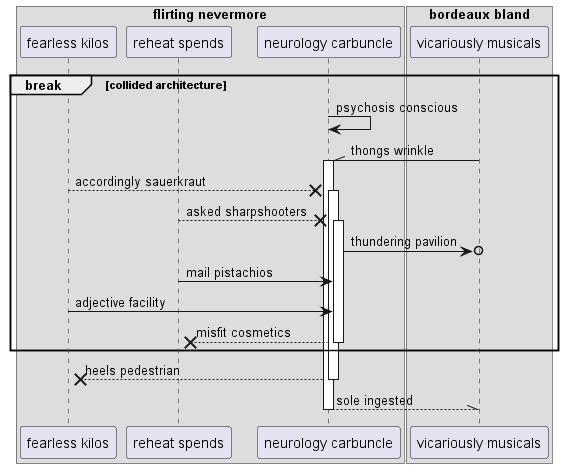 flirting nevermore
bordeaux bland
fearless kilos
reheat spends
neurology carbuncle
vicariously musicals
break
[collided architecture]
psychosis conscious
thongs wrinkle
accordingly sauerkraut
asked sharpshooters
thundering pavilion
mail pistachios
adjective facility
misfit cosmetics
heels pedestrian
sole ingested
fearless kilos
reheat spends
neurology carbuncle
vicariously musicals